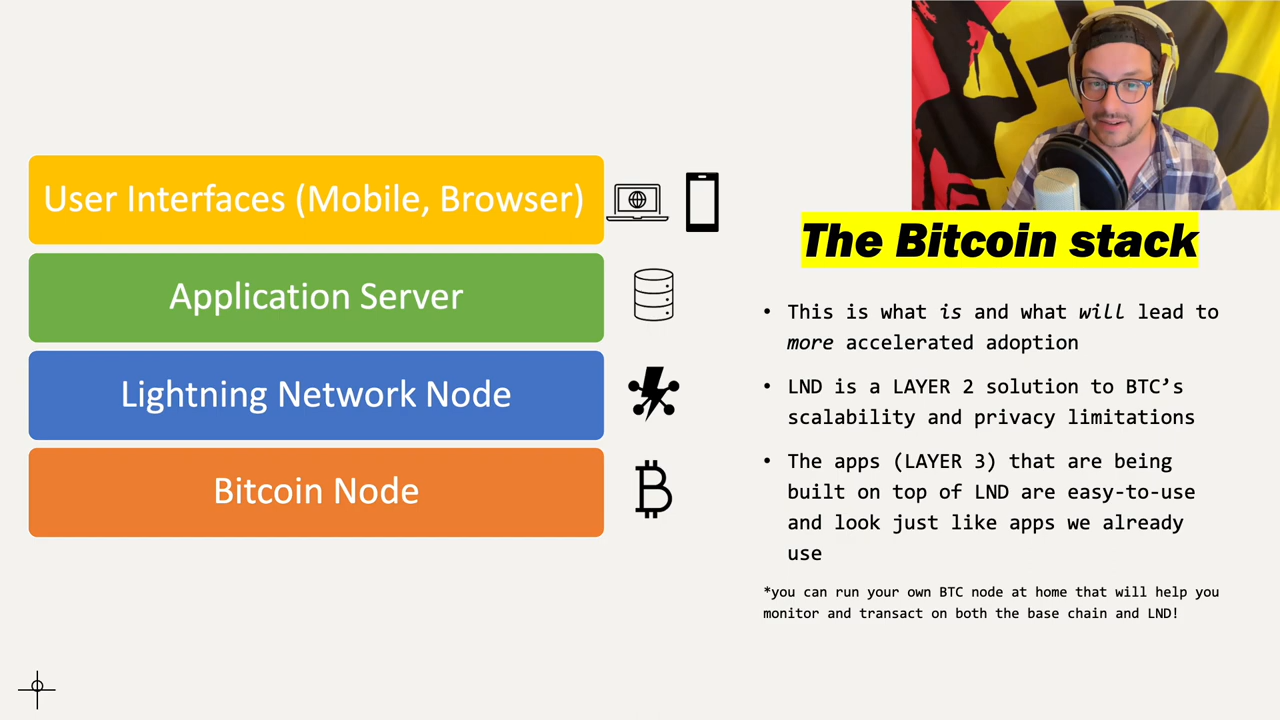 User Interfaces (Mobile, Browser)
Application Server
Lightning Network Node
Bitcoin Node
The Bitcoin stack
• This is what is and what will lead to
more accelerated adoption
• LND is a LAYER 2 solution to BTC’s
scalability and privacy limitations
• The apps (LAYER 3) that are being
built on top of LND are easy-to-use
and look just like apps we already
use
*you can run your own BTC node at home that will help you
monitor and transact on both the base chain and LND!